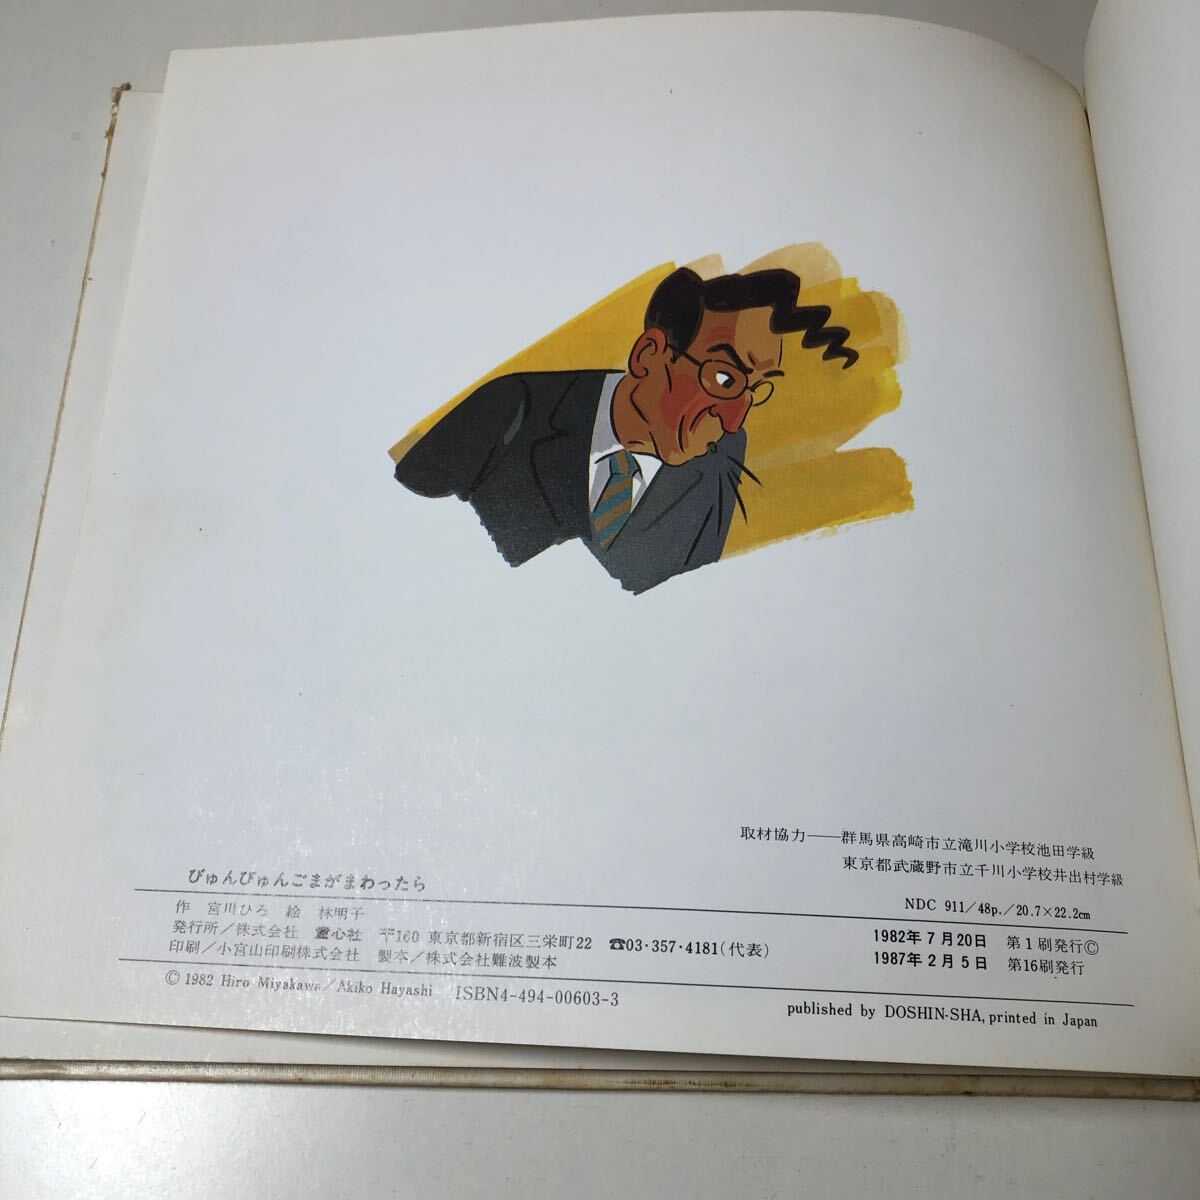 取材協力――群馬県高崎市立滝川小学校池田学級
東京都武蔵野市立千川小学校井出村学級
びゅんびゅんごまがまわったら
NDC 911/48p./20.7×22.2cm
作 宮川ひろ 絵 林明子
発行所/株式会社 童心社 〒160 東京都新宿区三栄町22 ☎03・357・4181(代表)
印刷/小宮山印刷株式会社 製本/株式会社難波製本
1982年7月20日 第1刷発行©
1987年2月5日 第16刷発行
© 1982 Hiro Miyakawa/Akiko Hayashi ISBN4-494-00603-3
published by DOSHIN-SHA, printed in Japan